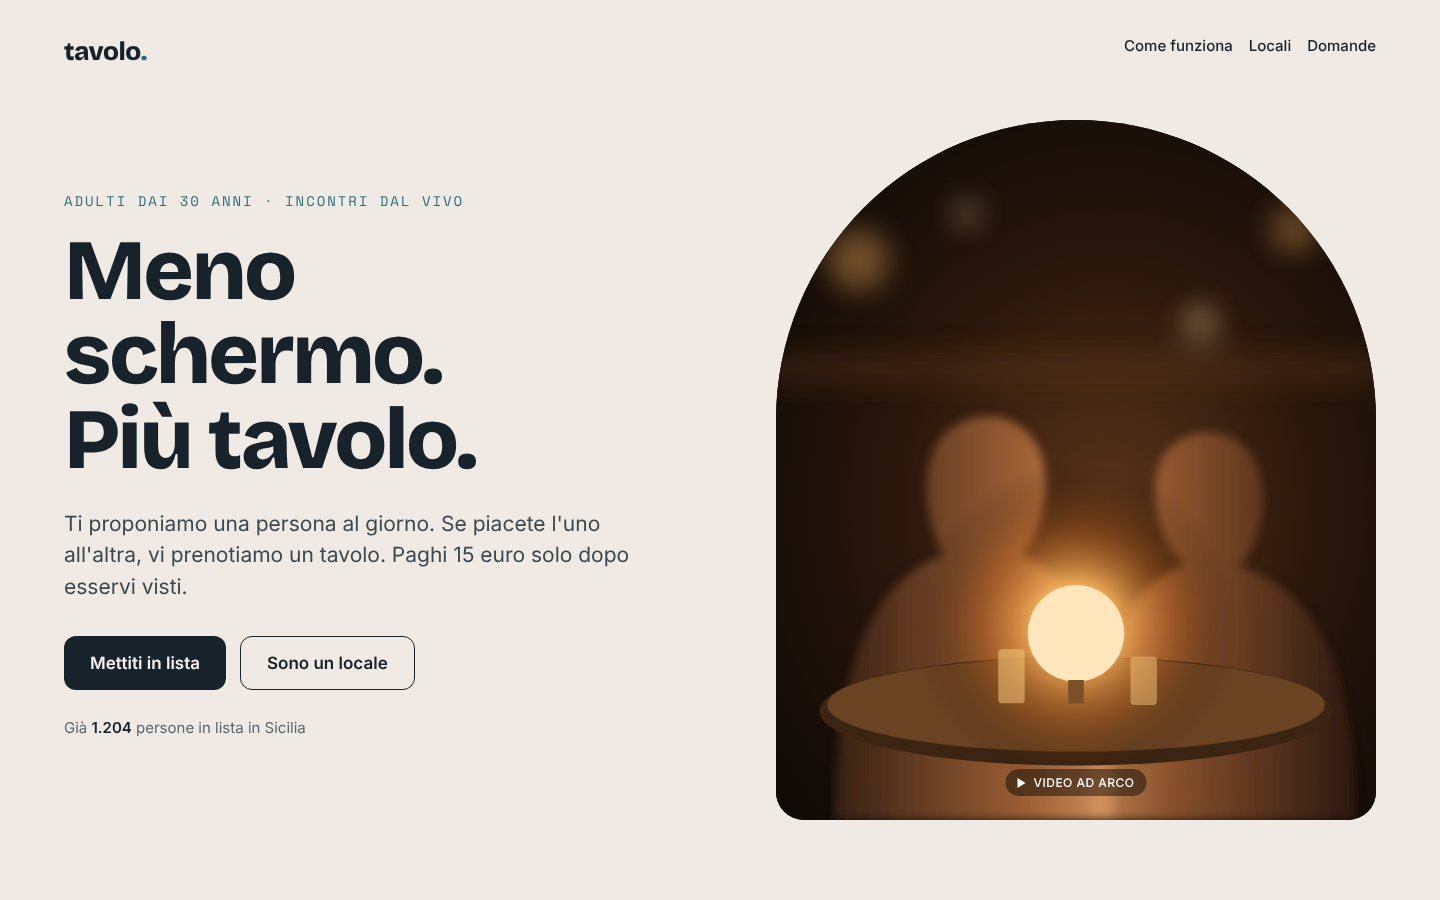 tavolo.
Come funziona
Locali
Domande
ADULTI DAI 30 ANNI · INCONTRI DAL VIVO
Meno
schermo.
Più tavolo.
Ti proponiamo una persona al giorno. Se piacete l'uno
all'altra, vi prenotiamo un tavolo. Paghi 15 euro solo dopo
esservi visti.
Mettiti in lista
Sono un locale
Già 1.204 persone in lista in Sicilia
VIDEO AD ARCO